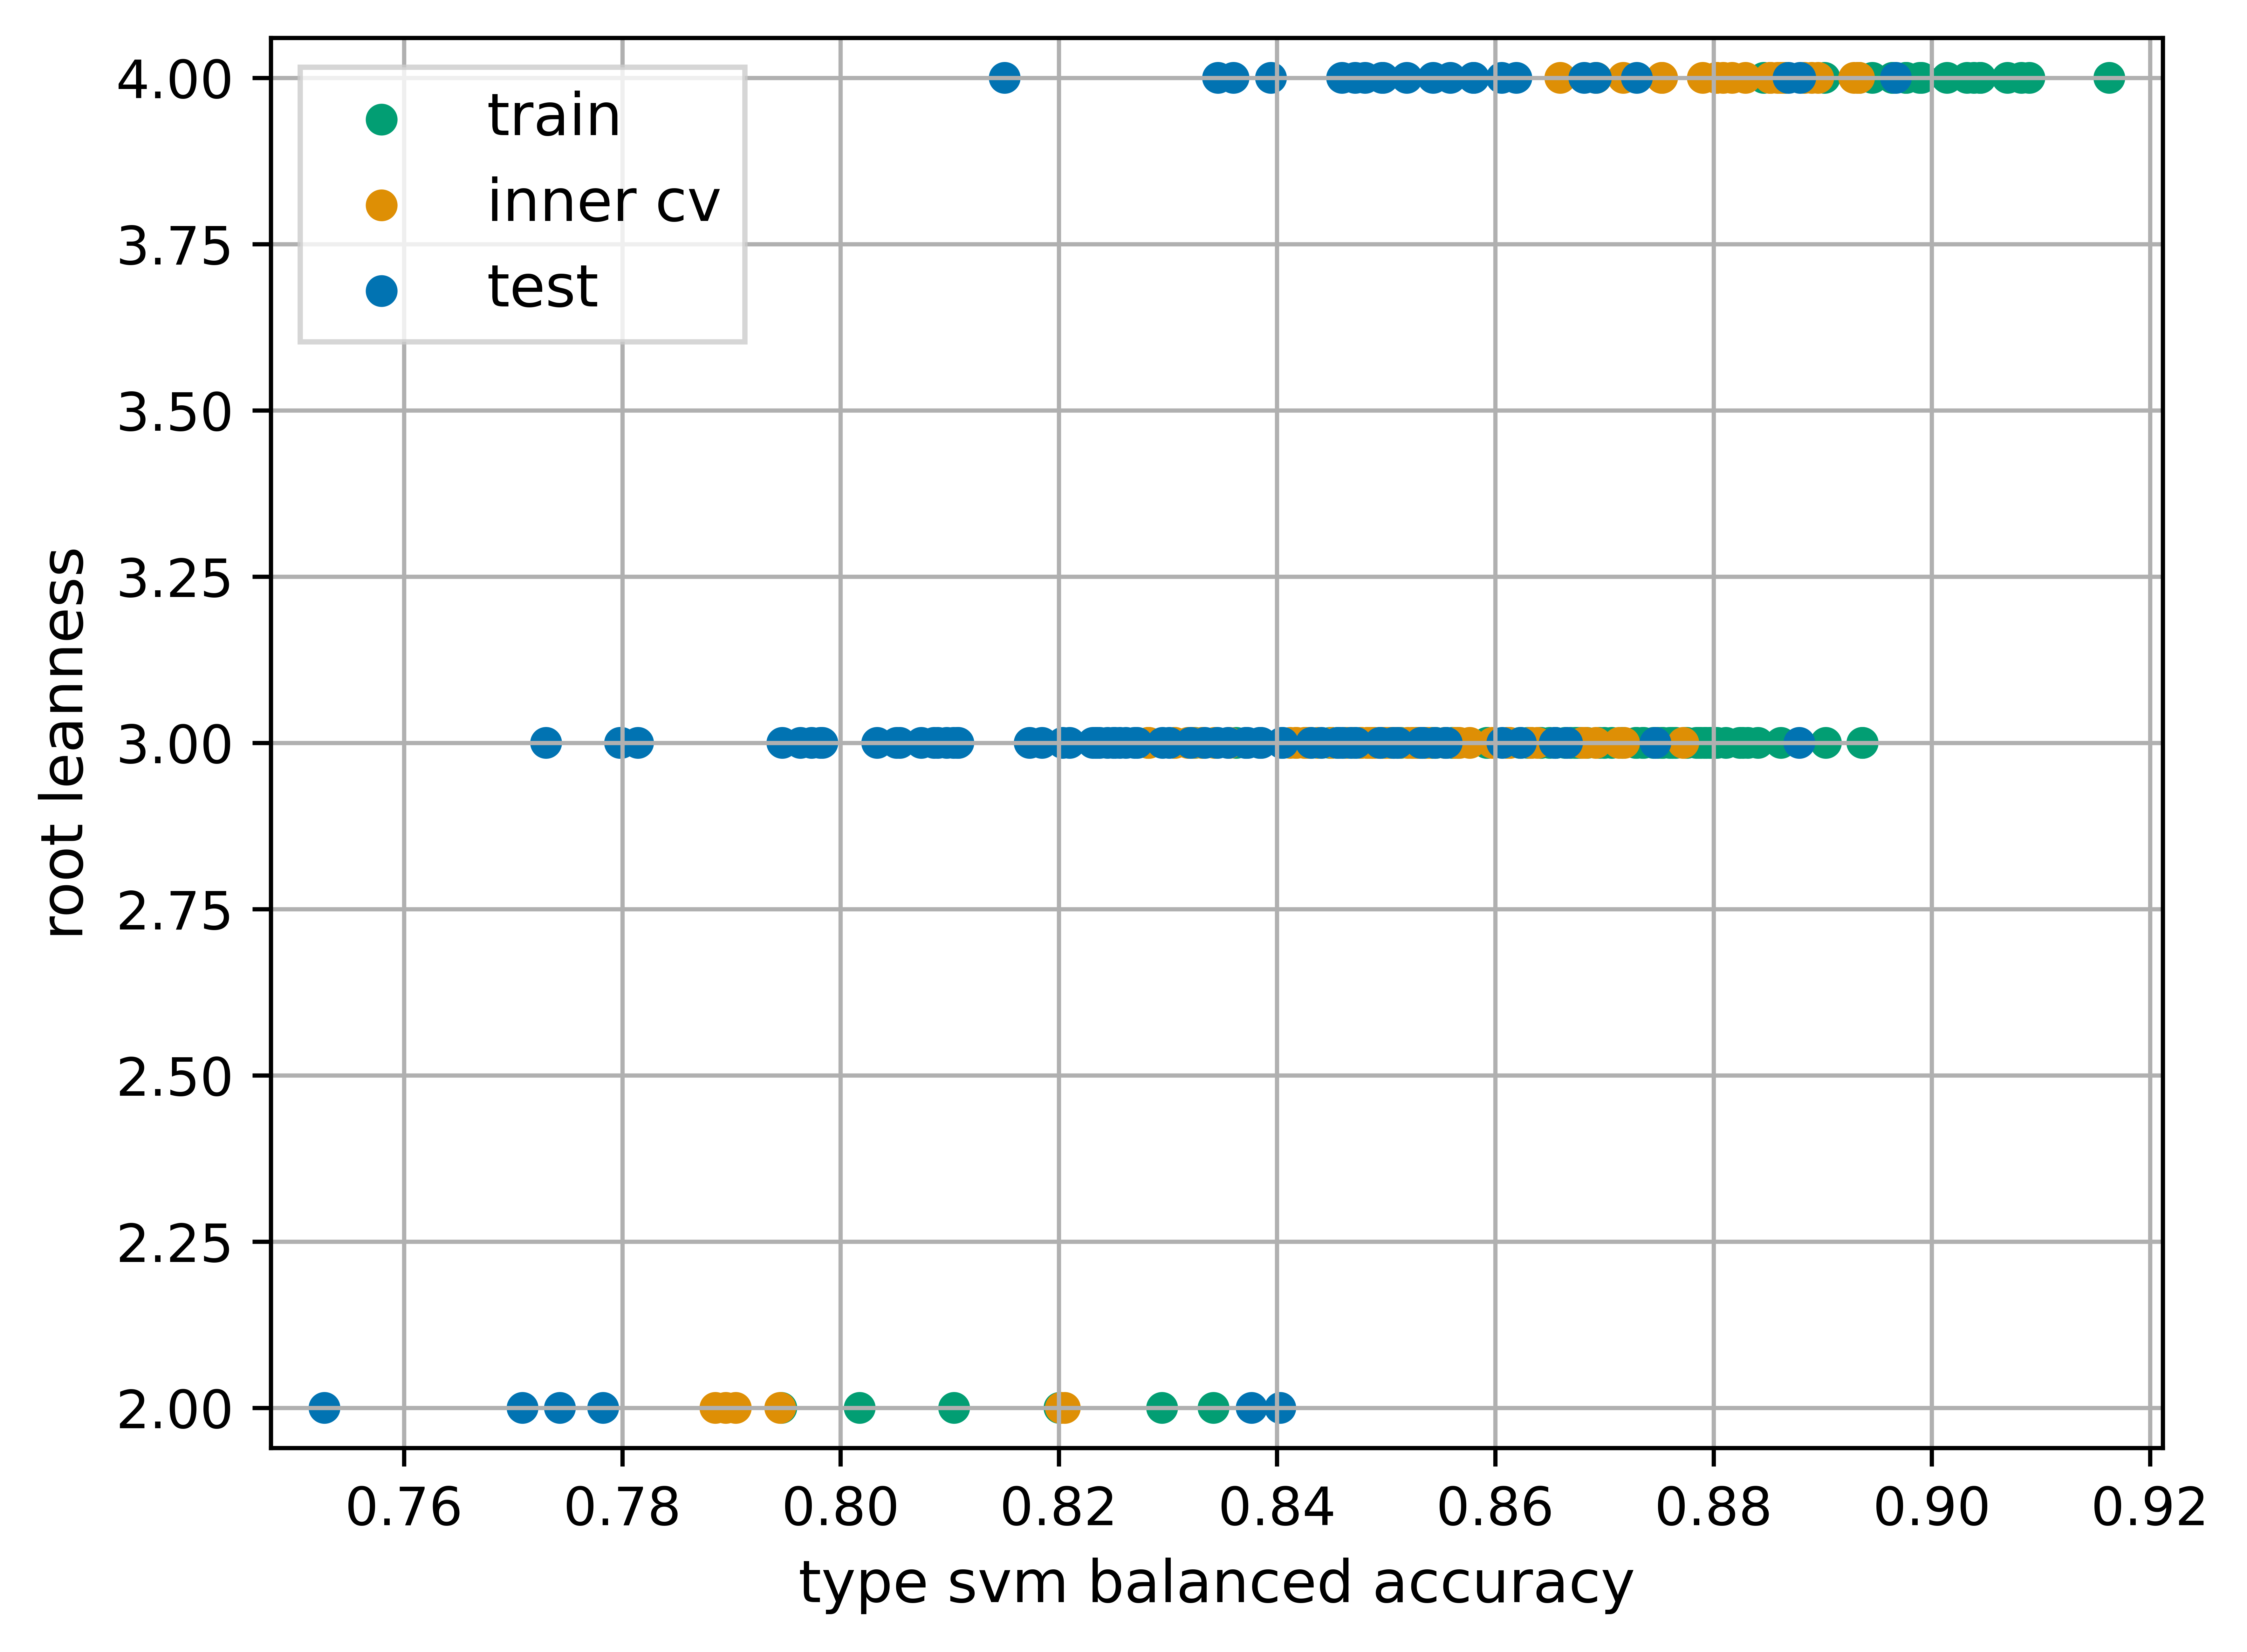 4.00
3.75
3.50
3.25
3.00
2.75
2.50
2.25
2.00
root leanness
train
inner cv
test
0.76 0.78 0.80 0.82 0.84 0.86 0.88 0.90 0.92
type svm balanced accuracy